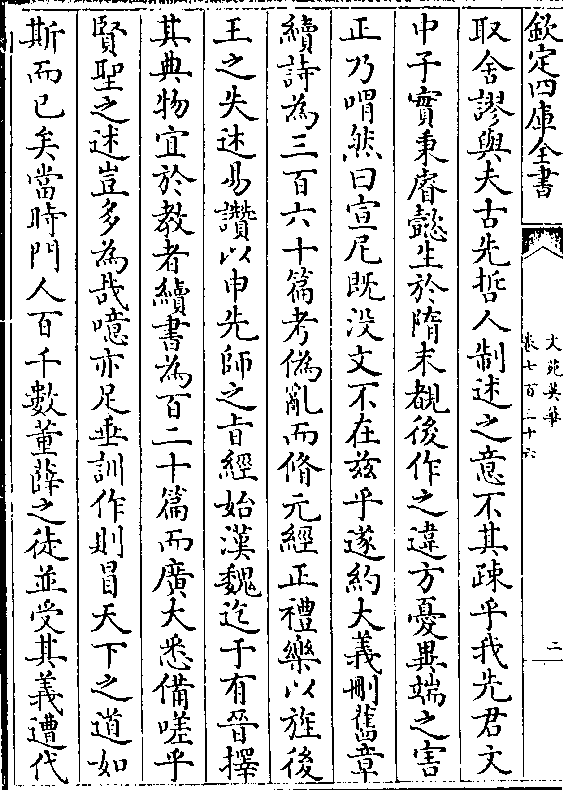 欽定四庫全書
文苑英華
卷七百三十六
二
取舍謬與夫古先哲人制述之意不其疎乎我先君文
中子實秉睿懿生於隋末覩後作之違方憂異端之害
正乃喟然曰宣尼既沒文不在兹乎遂約大義刪舊章
續詩為三百六十篇考偽亂而脩元經正禮樂以旌後
王之失述易讚以申先師之旨經始漢魏迄于有晉擇
其典物宜於教者續書為百二十篇而廣大悉備嗟乎
賢聖之述豈多為哉噫亦足垂訓作則冒天下之道如
斯而已矣當時門人百千數董薛之徒並受其義遭代